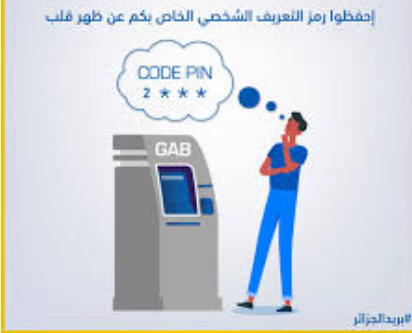 إحفظوا رمز التعريف الشخصي الخاص بكم عن ظهر قلب
CODE PIN
2 * * *
GAB
#بريدالجزائر